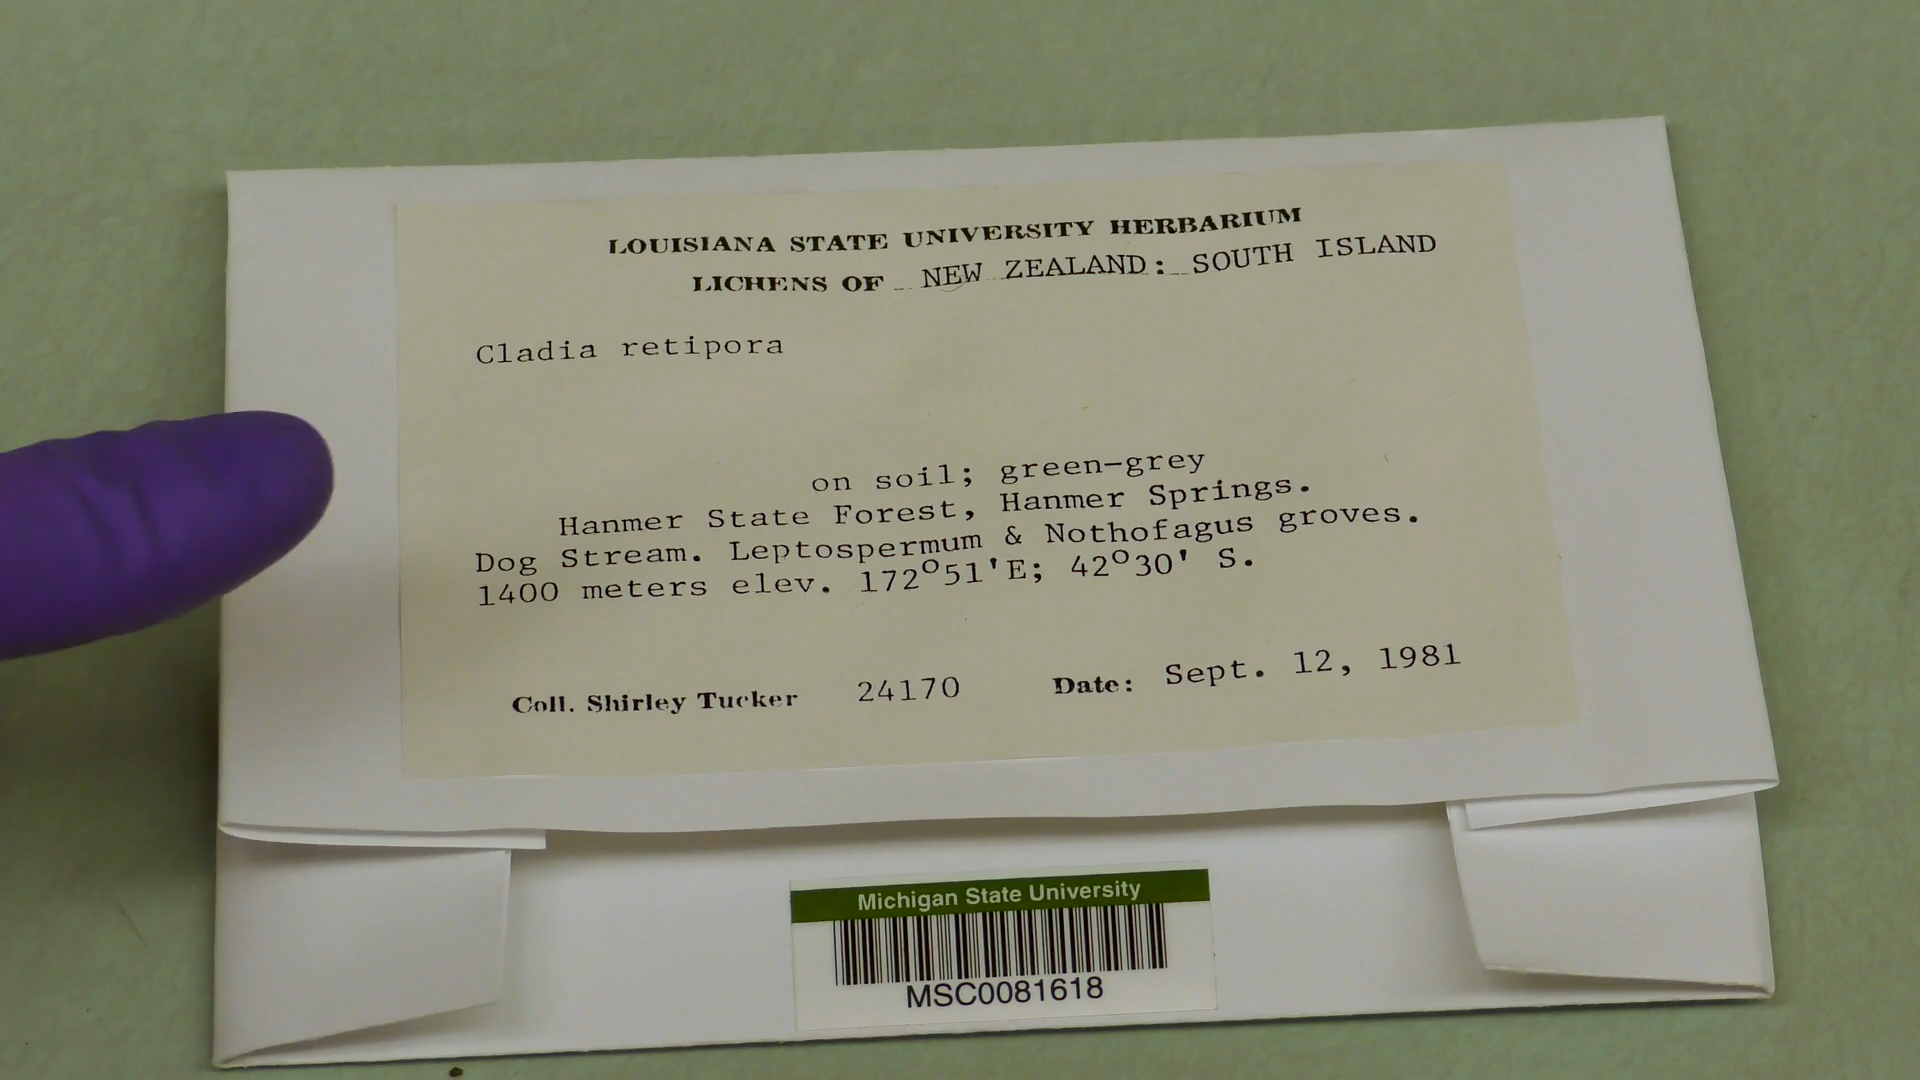 LOUISIANA STATE UNIVERSITY HERBARIUM
LICHENS OF NEW ZEALAND: SOUTH ISLAND
Cladia retipora
on soil; green-grey
Hanmer State Forest, Hanmer Springs.
Dog Stream. Leptospermum & Nothofagus groves.
1400 meters elev. 172°51'E; 42°30' S.
Coll. Shirley Tucker 24170 Date: Sept. 12, 1981
Michigan State University
MSC0081618